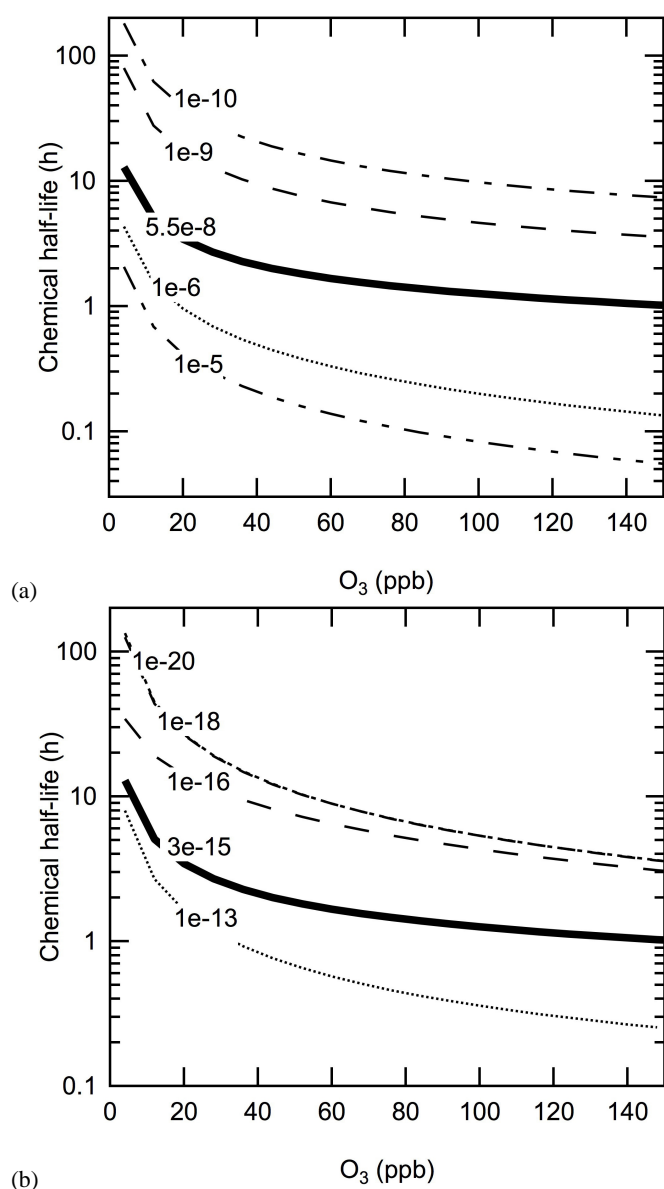 100
10
1
0.1
Chemical half-life (h)
1e-10
1e-9
5.5e-8
1e-6
1e-5
0 20 40 60 80 100 120 140
O₃ (ppb)
(a)
100
10
1
0.1
Chemical half-life (h)
1e-20
1e-18
1e-16
3e-15
1e-13
0 20 40 60 80 100 120 140
O₃ (ppb)
(b)